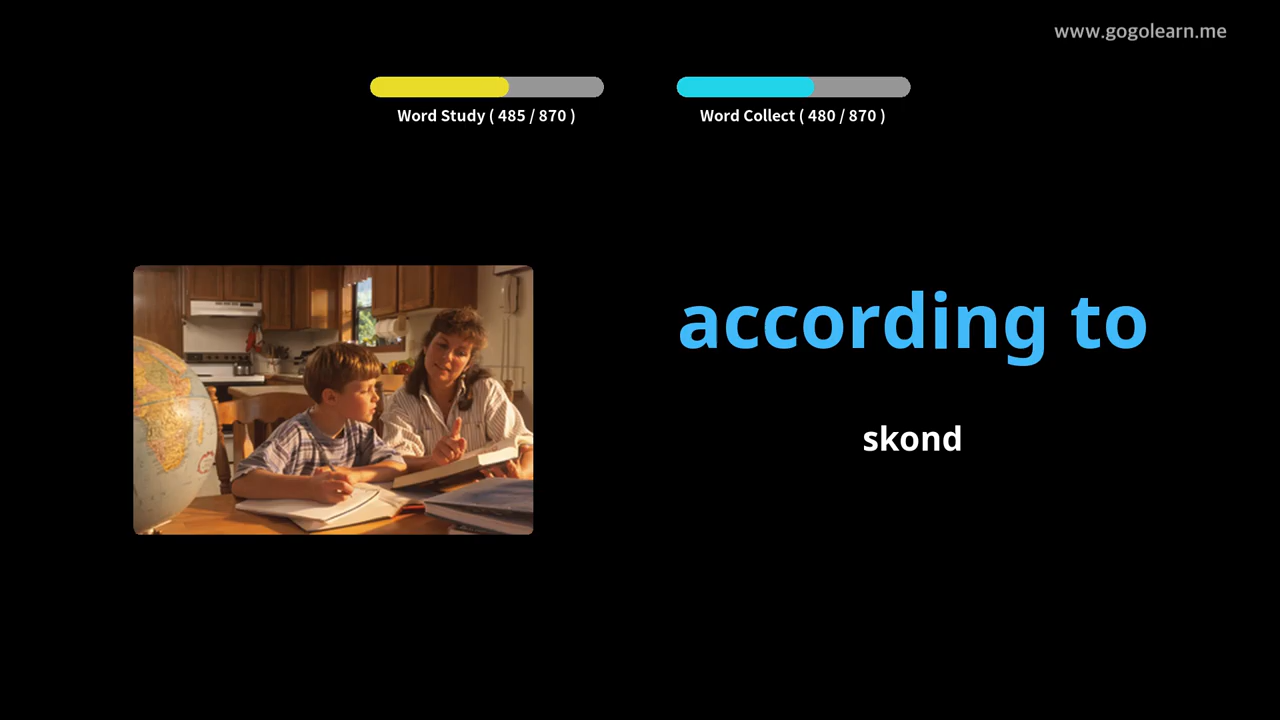 www.gogolearn.me
Word Study ( 485 / 870 )
Word Collect ( 480 / 870 )
according to
skond